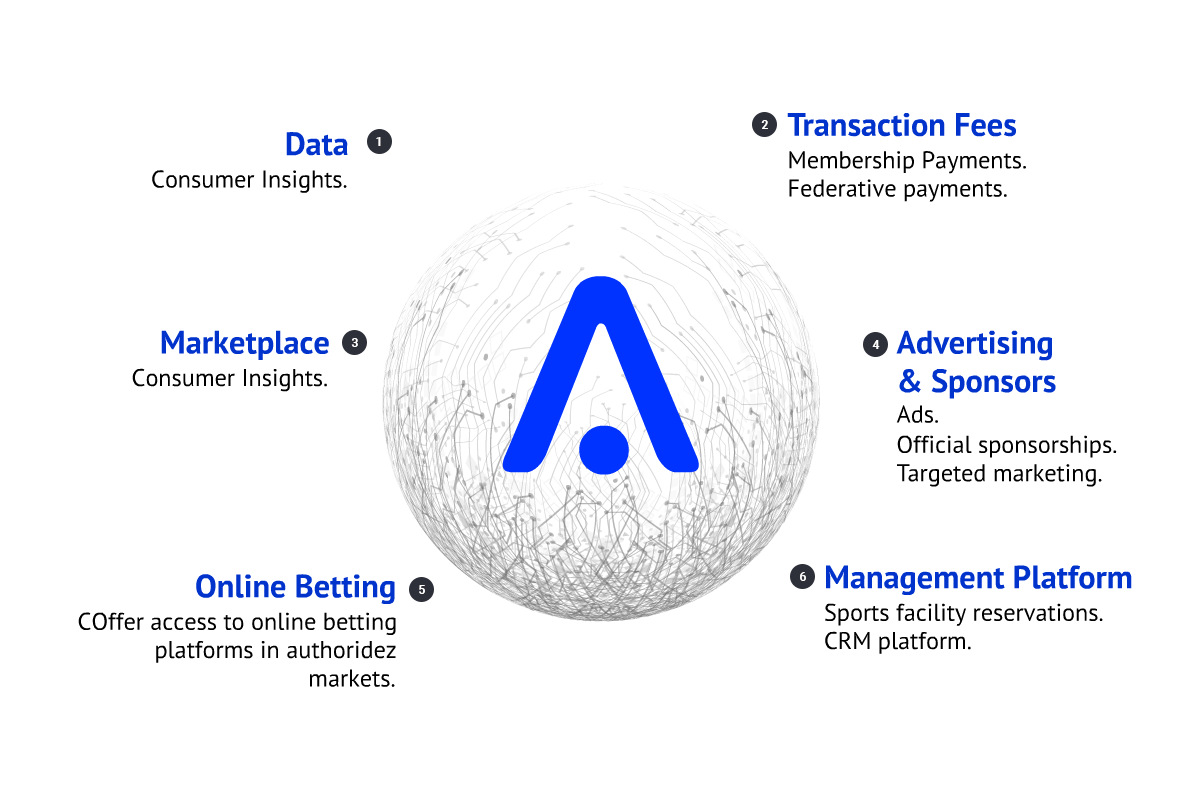 1
Data
Consumer Insights.
2
Transaction Fees
Membership Payments.
Federative payments.
3
Marketplace
Consumer Insights.
4
Advertising
& Sponsors
Ads.
Official sponsorships.
Targeted marketing.
5
Online Betting
COffer access to online betting
platforms in authoridez
markets.
6
Management Platform
Sports facility reservations.
CRM platform.